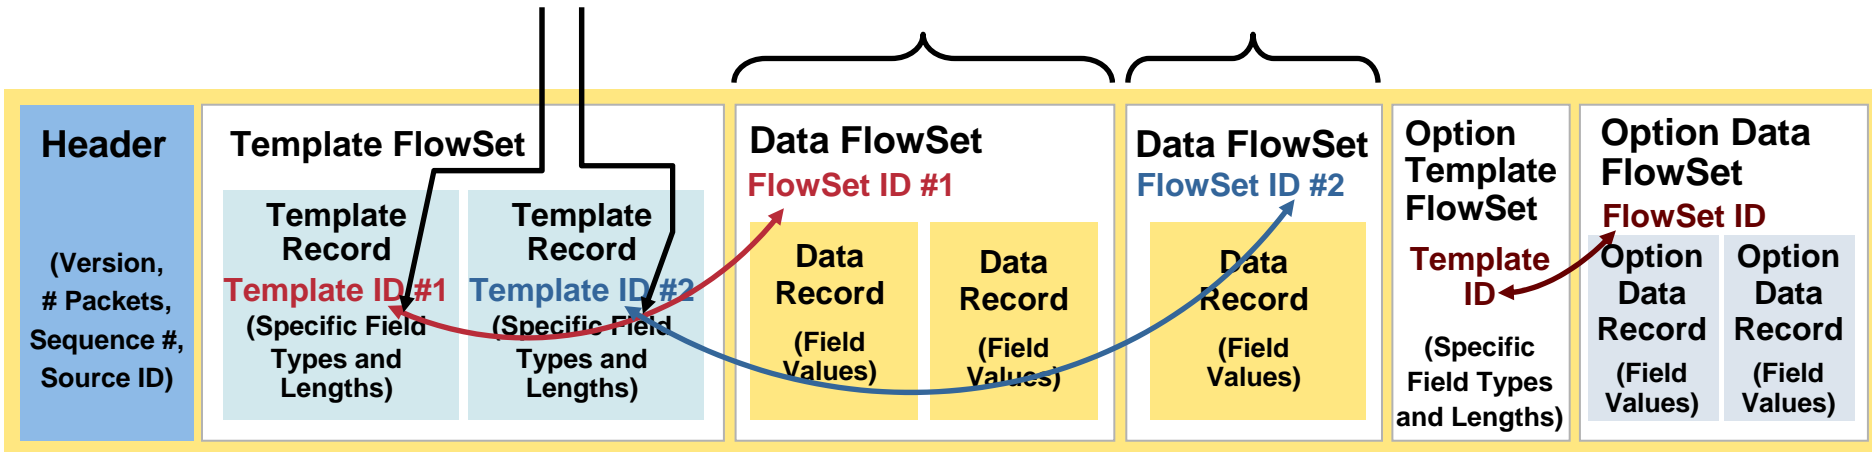 Header
(Version,
# Packets,
Sequence #,
Source ID)
Template FlowSet
Template
Record
Template ID #1
(Specific Field
Types and
Lengths)
Template
Record
Template ID #2
(Specific Field
Types and
Lengths)
Data FlowSet
FlowSet ID #1
Data
Record
(Field
Values)
Data
Record
(Field
Values)
Data FlowSet
FlowSet ID #2
Data
Record
(Field
Values)
Option
Template
FlowSet
Template
ID
(Specific
Field Types
and Lengths)
Option Data
FlowSet
FlowSet ID
Option
Data
Record
(Field
Values)
Option
Data
Record
(Field
Values)